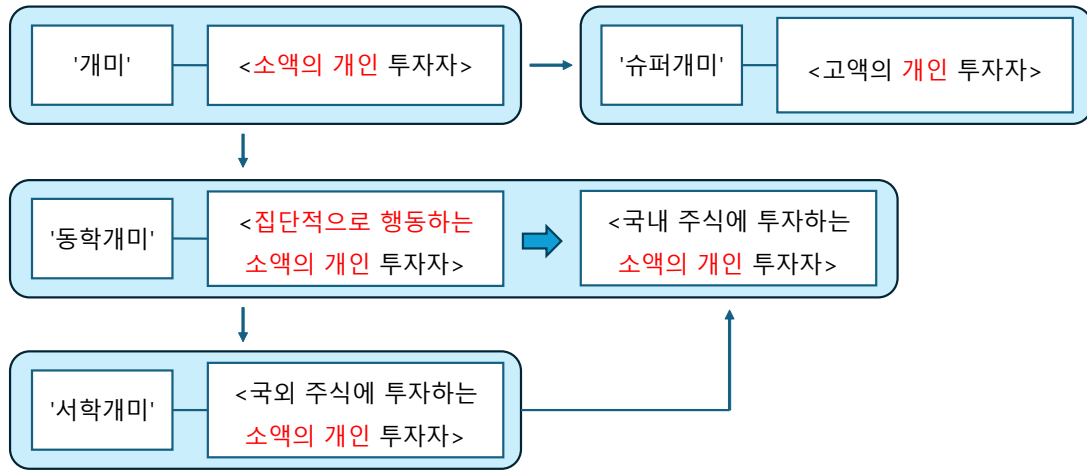 '개미'
<소액의 개인 투자자>
'슈퍼개미'
<고액의 개인 투자자>
'동학개미'
<집단적으로 행동하는
소액의 개인 투자자>
<국내 주식에 투자하는
소액의 개인 투자자>
'서학개미'
<국외 주식에 투자하는
소액의 개인 투자자>